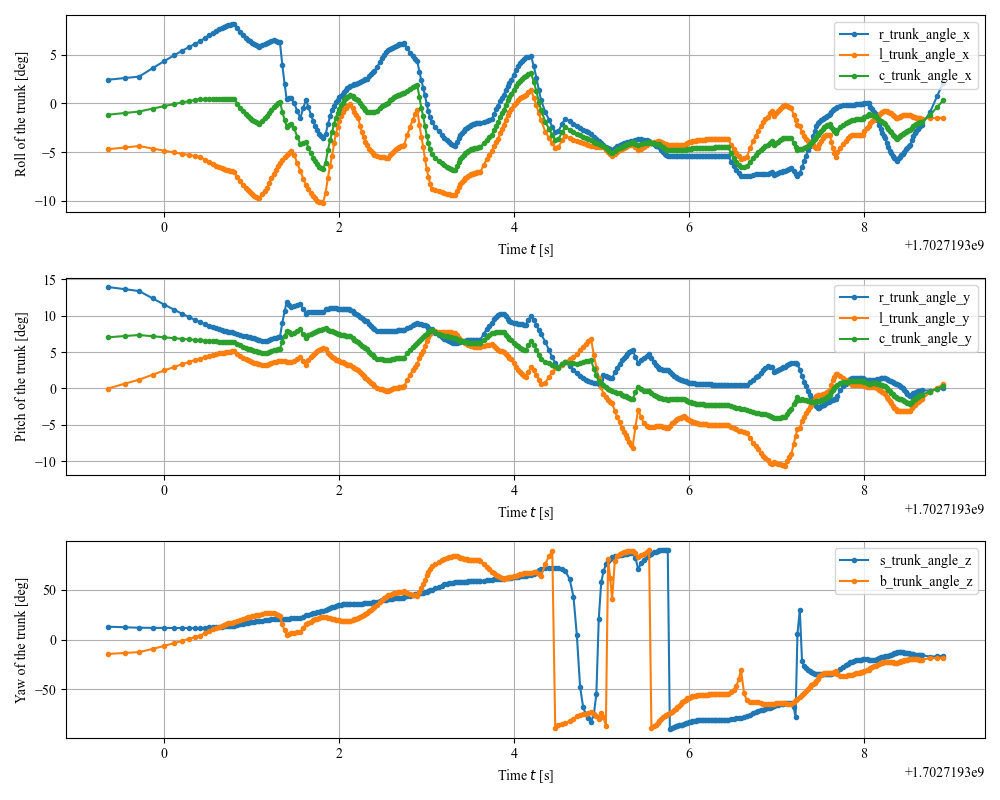 Roll of the trunk [deg]
5
0
−5
−10
r_trunk_angle_x
l_trunk_angle_x
c_trunk_angle_x
0 2 4 6 8
Time t [s]
+1.7027193e9
Pitch of the trunk [deg]
15
10
5
0
−5
−10
r_trunk_angle_y
l_trunk_angle_y
c_trunk_angle_y
0 2 4 6 8
Time t [s]
+1.7027193e9
Yaw of the trunk [deg]
50
0
−50
s_trunk_angle_z
b_trunk_angle_z
0 2 4 6 8
Time t [s]
+1.7027193e9